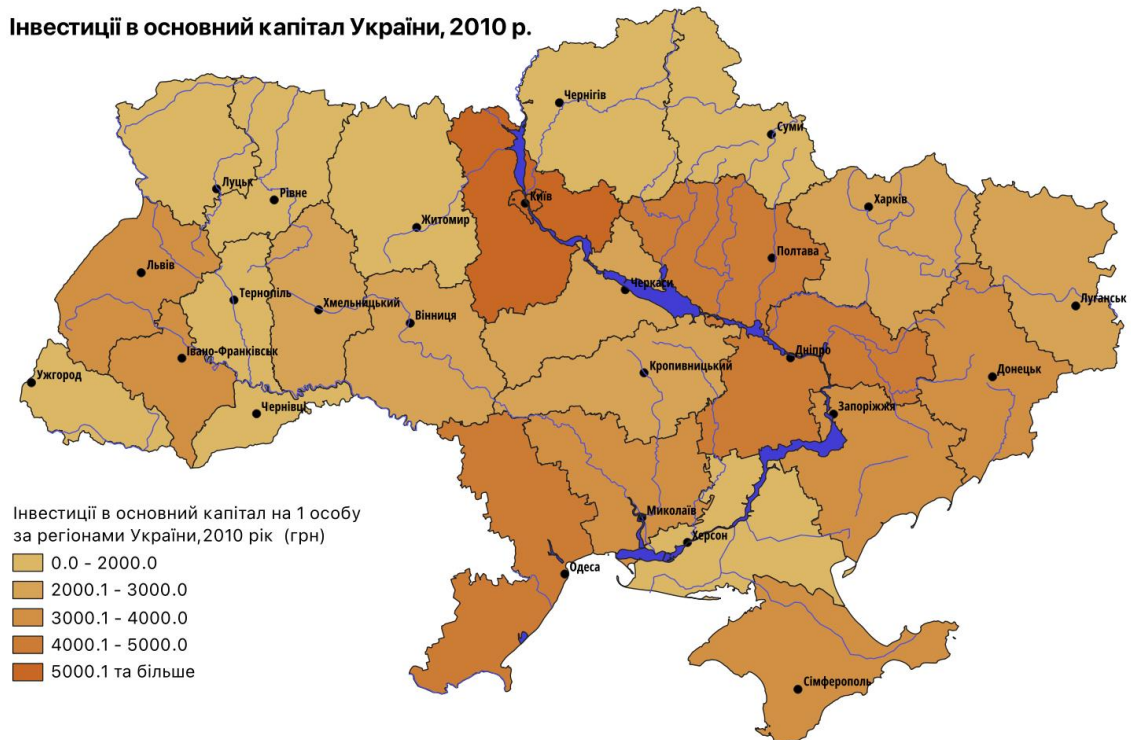 Інвестиції в основний капітал України, 2010 р.
Чернігів
Суми
Луцьк
Рівне
Київ
Харків
Житомир
Львів
Полтава
Тернопіль
Хмельницький
Черкаси
Луганськ
Вінниця
Івано-Франківськ
Дніпро
Кропивницький
Донецьк
Ужгород
Чернівці
Запоріжжя
Миколаїв
Херсон
Одеса
Сімферополь
Інвестиції в основний капітал на 1 особу
за регіонами України,2010 рік (грн)
0.0 - 2000.0
2000.1 - 3000.0
3000.1 - 4000.0
4000.1 - 5000.0
5000.1 та більше